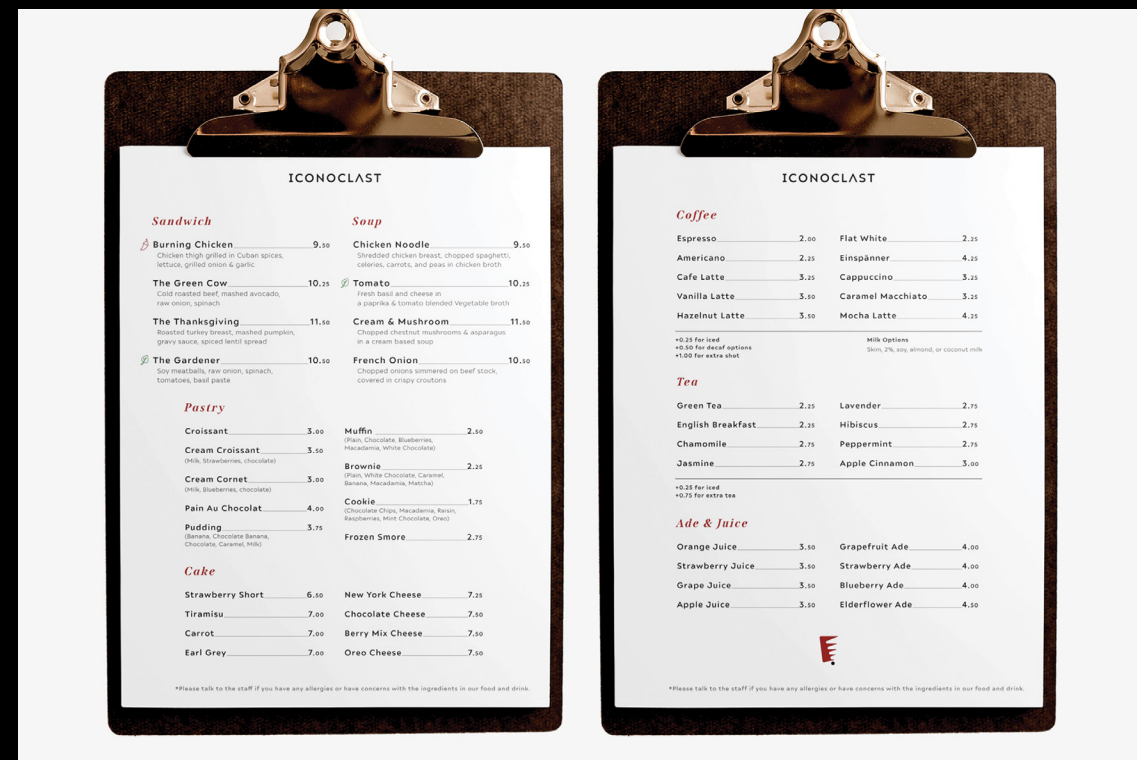 ICONOCLAST
Sandwich
Burning Chicken 9.50
Chicken thigh grilled in Cuban spices,
lettuce, grilled onion & garlic
The Green Cow 10.25
Cold roasted beef, mashed avocado,
raw onion, spinach
The Thanksgiving 11.50
Roasted turkey breast, mashed pumpkin,
gravy sauce, spiced lentil spread
The Gardener 10.50
Soy meatballs, raw onion, spinach,
tomatoes, basil paste
Soup
Chicken Noodle 9.50
Shredded chicken breast, chopped spaghetti,
celeries, carrots, and peas in chicken broth
Tomato 10.25
Fresh basil and cheese in
a paprika & tomato blended Vegetable broth
Cream & Mushroom 11.50
Chopped chestnut mushrooms & asparagus
in a cream based soup
French Onion 10.50
Chopped onions simmered on beef stock,
covered in crispy croutons
Pastry
Croissant 3.00
Cream Croissant 3.50
(Milk, Strawberries, chocolate)
Cream Cornet 3.00
(Milk, Blueberries, chocolate)
Pain Au Chocolat 4.00
Pudding 3.75
(Banana, Chocolate Banana,
Chocolate, Caramel, Milk)
Muffin 2.50
(Plain, Chocolate, Blueberries,
Macadamia, White Chocolate)
Brownie 2.25
(Plain, White Chocolate, Caramel,
Banana, Macadamia, Matcha)
Cookie 1.75
(Chocolate Chips, Macadamia, Raisin,
Raspberries, Mint Chocolate, Oreo)
Frozen Smore 2.75
Cake
Strawberry Short 6.50
Tiramisu 7.00
Carrot 7.00
Earl Grey 7.00
New York Cheese 7.25
Chocolate Cheese 7.50
Berry Mix Cheese 7.50
Oreo Cheese 7.50
*Please talk to the staff if you have any allergies or have concerns with the ingredients in our food and drink.
ICONOCLAST
Coffee
Espresso 2.00
Americano 2.25
Cafe Latte 3.25
Vanilla Latte 3.50
Hazelnut Latte 3.50
Flat White 2.25
Einspänner 4.25
Cappuccino 3.25
Caramel Macchiato 3.25
Mocha Latte 4.25
+0.25 for iced
+0.50 for decaf options
+1.00 for extra shot
Milk Options
Skim, 2%, soy, almond, or coconut milk
Tea
Green Tea 2.25
English Breakfast 2.25
Chamomile 2.75
Jasmine 2.75
Lavender 2.75
Hibiscus 2.75
Peppermint 2.75
Apple Cinnamon 3.00
+0.25 for iced
+0.75 for extra tea
Ade & Juice
Orange Juice 3.50
Strawberry Juice 3.50
Grape Juice 3.50
Apple Juice 3.50
Grapefruit Ade 4.00
Strawberry Ade 4.00
Blueberry Ade 4.00
Elderflower Ade 4.50
*Please talk to the staff if you have any allergies or have concerns with the ingredients in our food and drink.